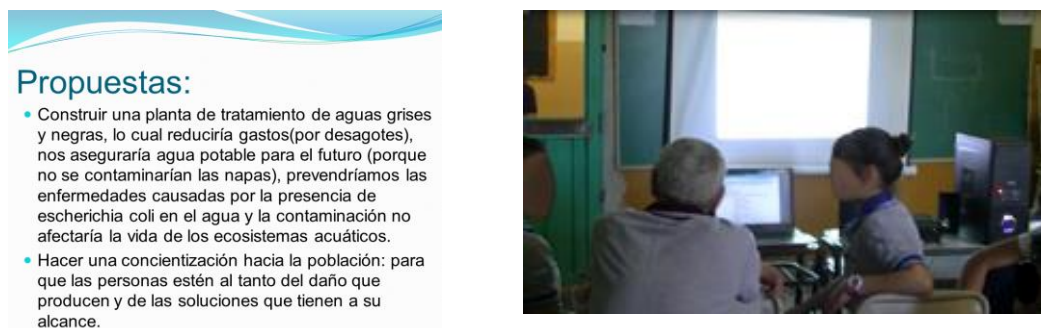 Propuestas:
Construir una planta de tratamiento de aguas grises
y negras, lo cual reduciría gastos(por desagotes),
nos aseguraría agua potable para el futuro (porque
no se contaminarían las napas), prevendríamos las
enfermedades causadas por la presencia de
escherichia coli en el agua y la contaminación no
afectaría la vida de los ecosistemas acuáticos.
Hacer una concientización hacia la población: para
que las personas estén al tanto del daño que
producen y de las soluciones que tienen a su
alcance.